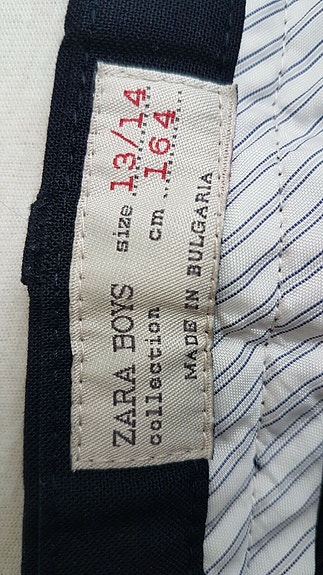 ZARA BOYS size 13/14
collection cm 164
MADE IN BULGARIA